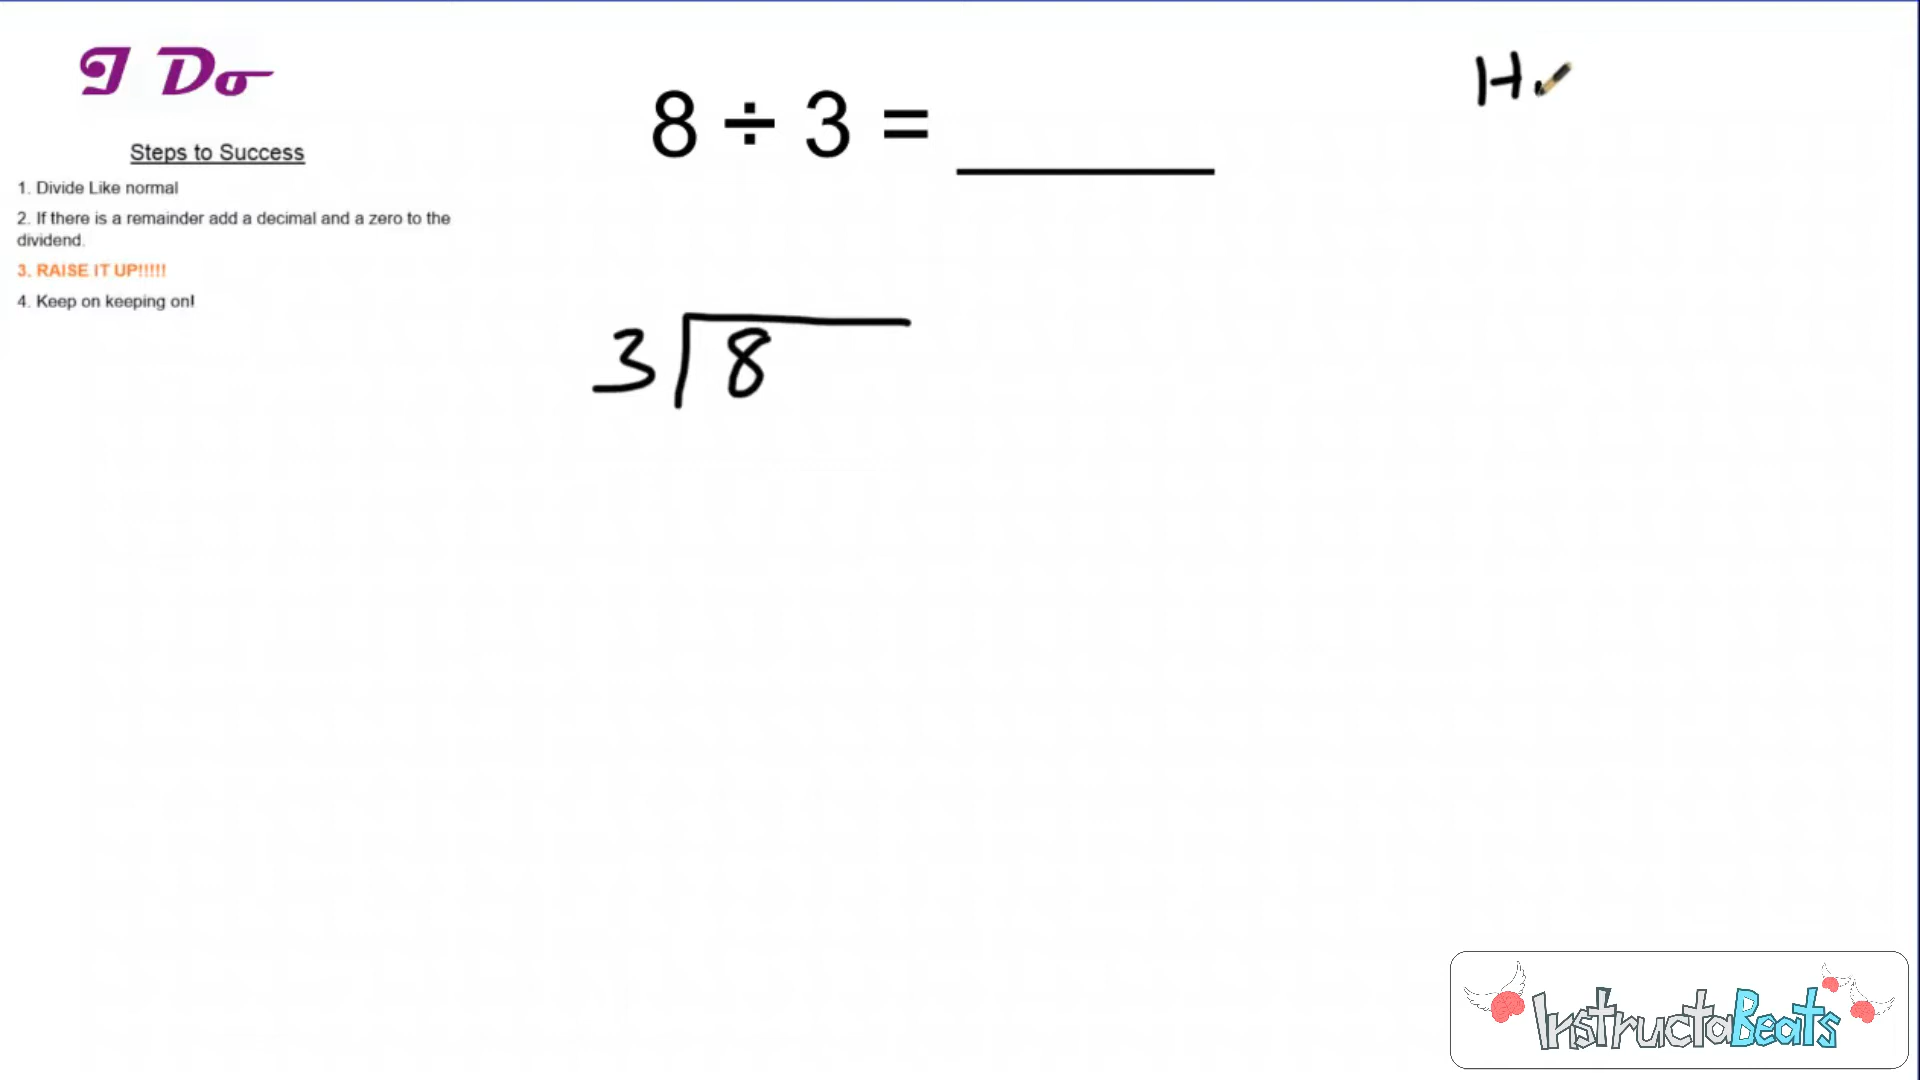 I Do
8 ÷ 3 = ________
H
Steps to Success
1. Divide Like normal
2. If there is a remainder add a decimal and a zero to the
dividend.
3. RAISE IT UP!!!!!
4. Keep on keeping on!
3 8
InstructaBeats